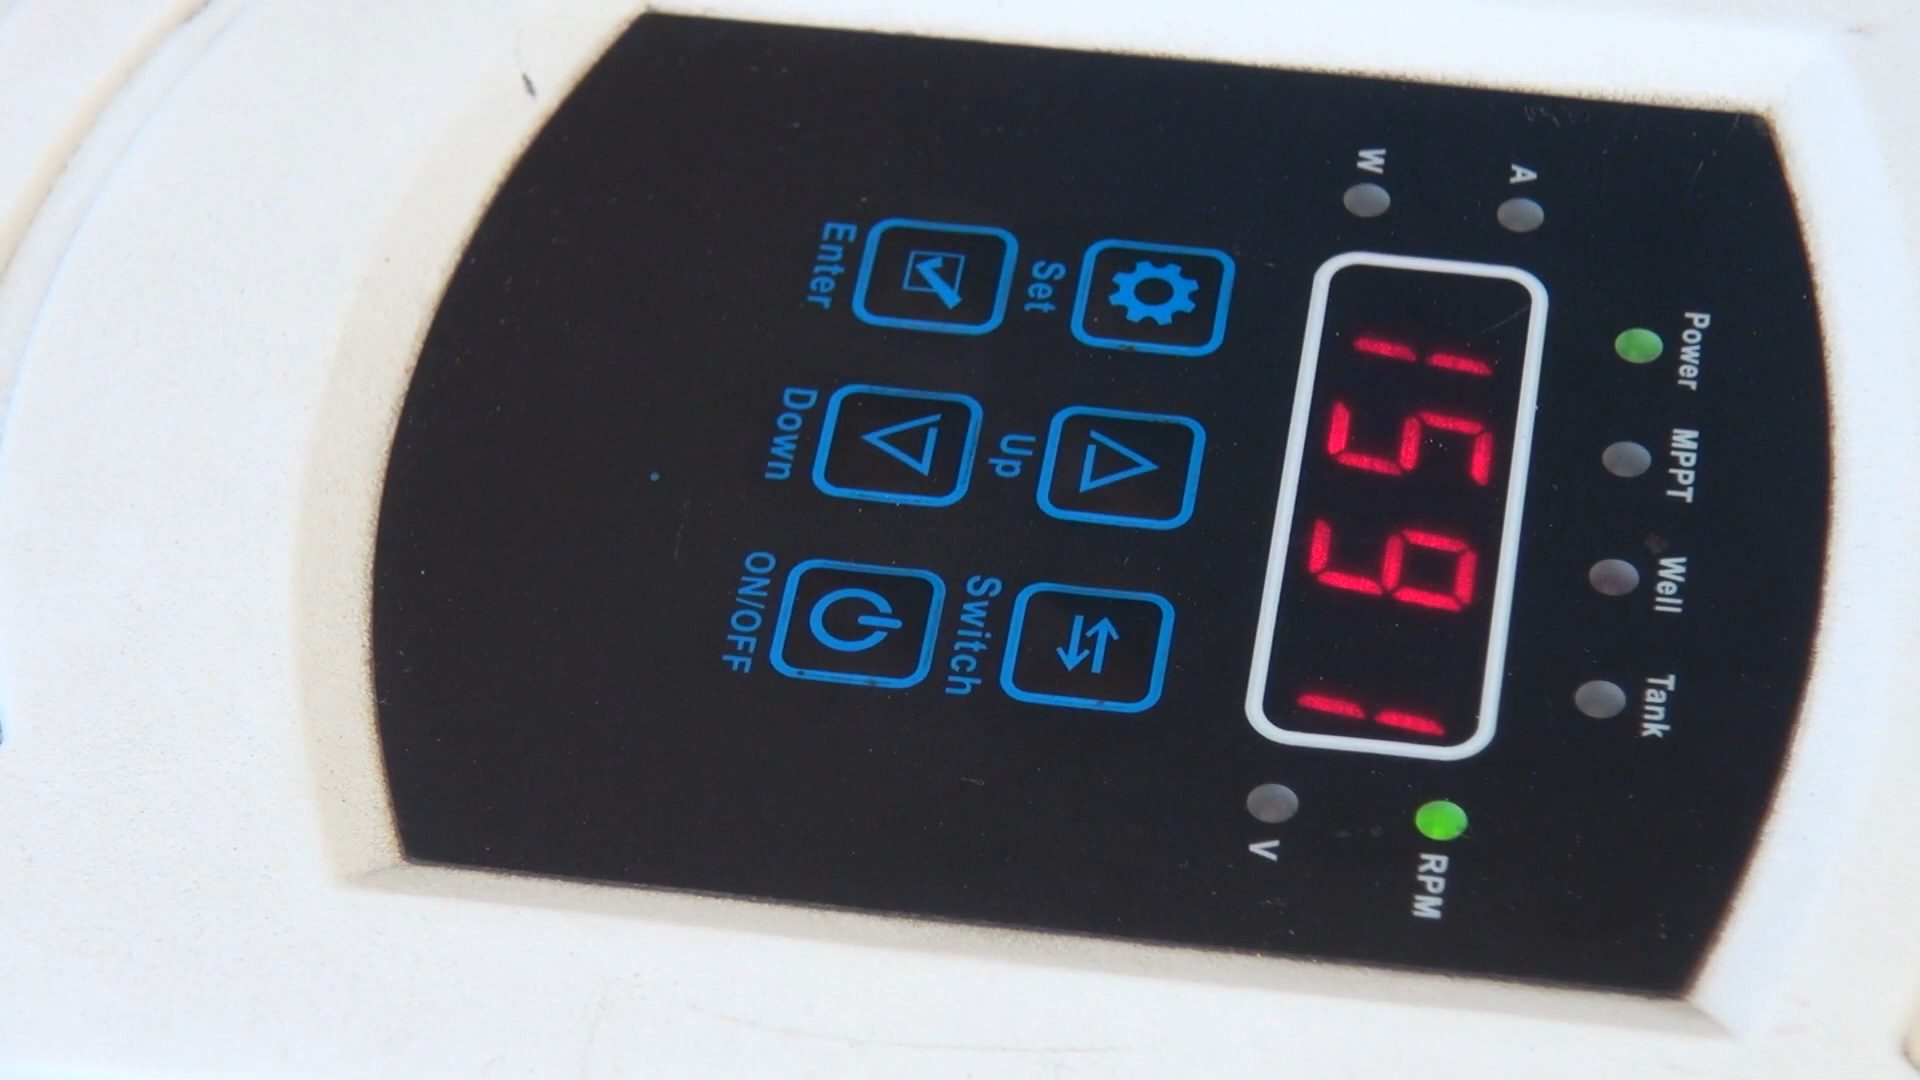 Power MPPT Well Tank
A 1591 RPM
W V
Set Up Switch
Enter Down ON/OFF